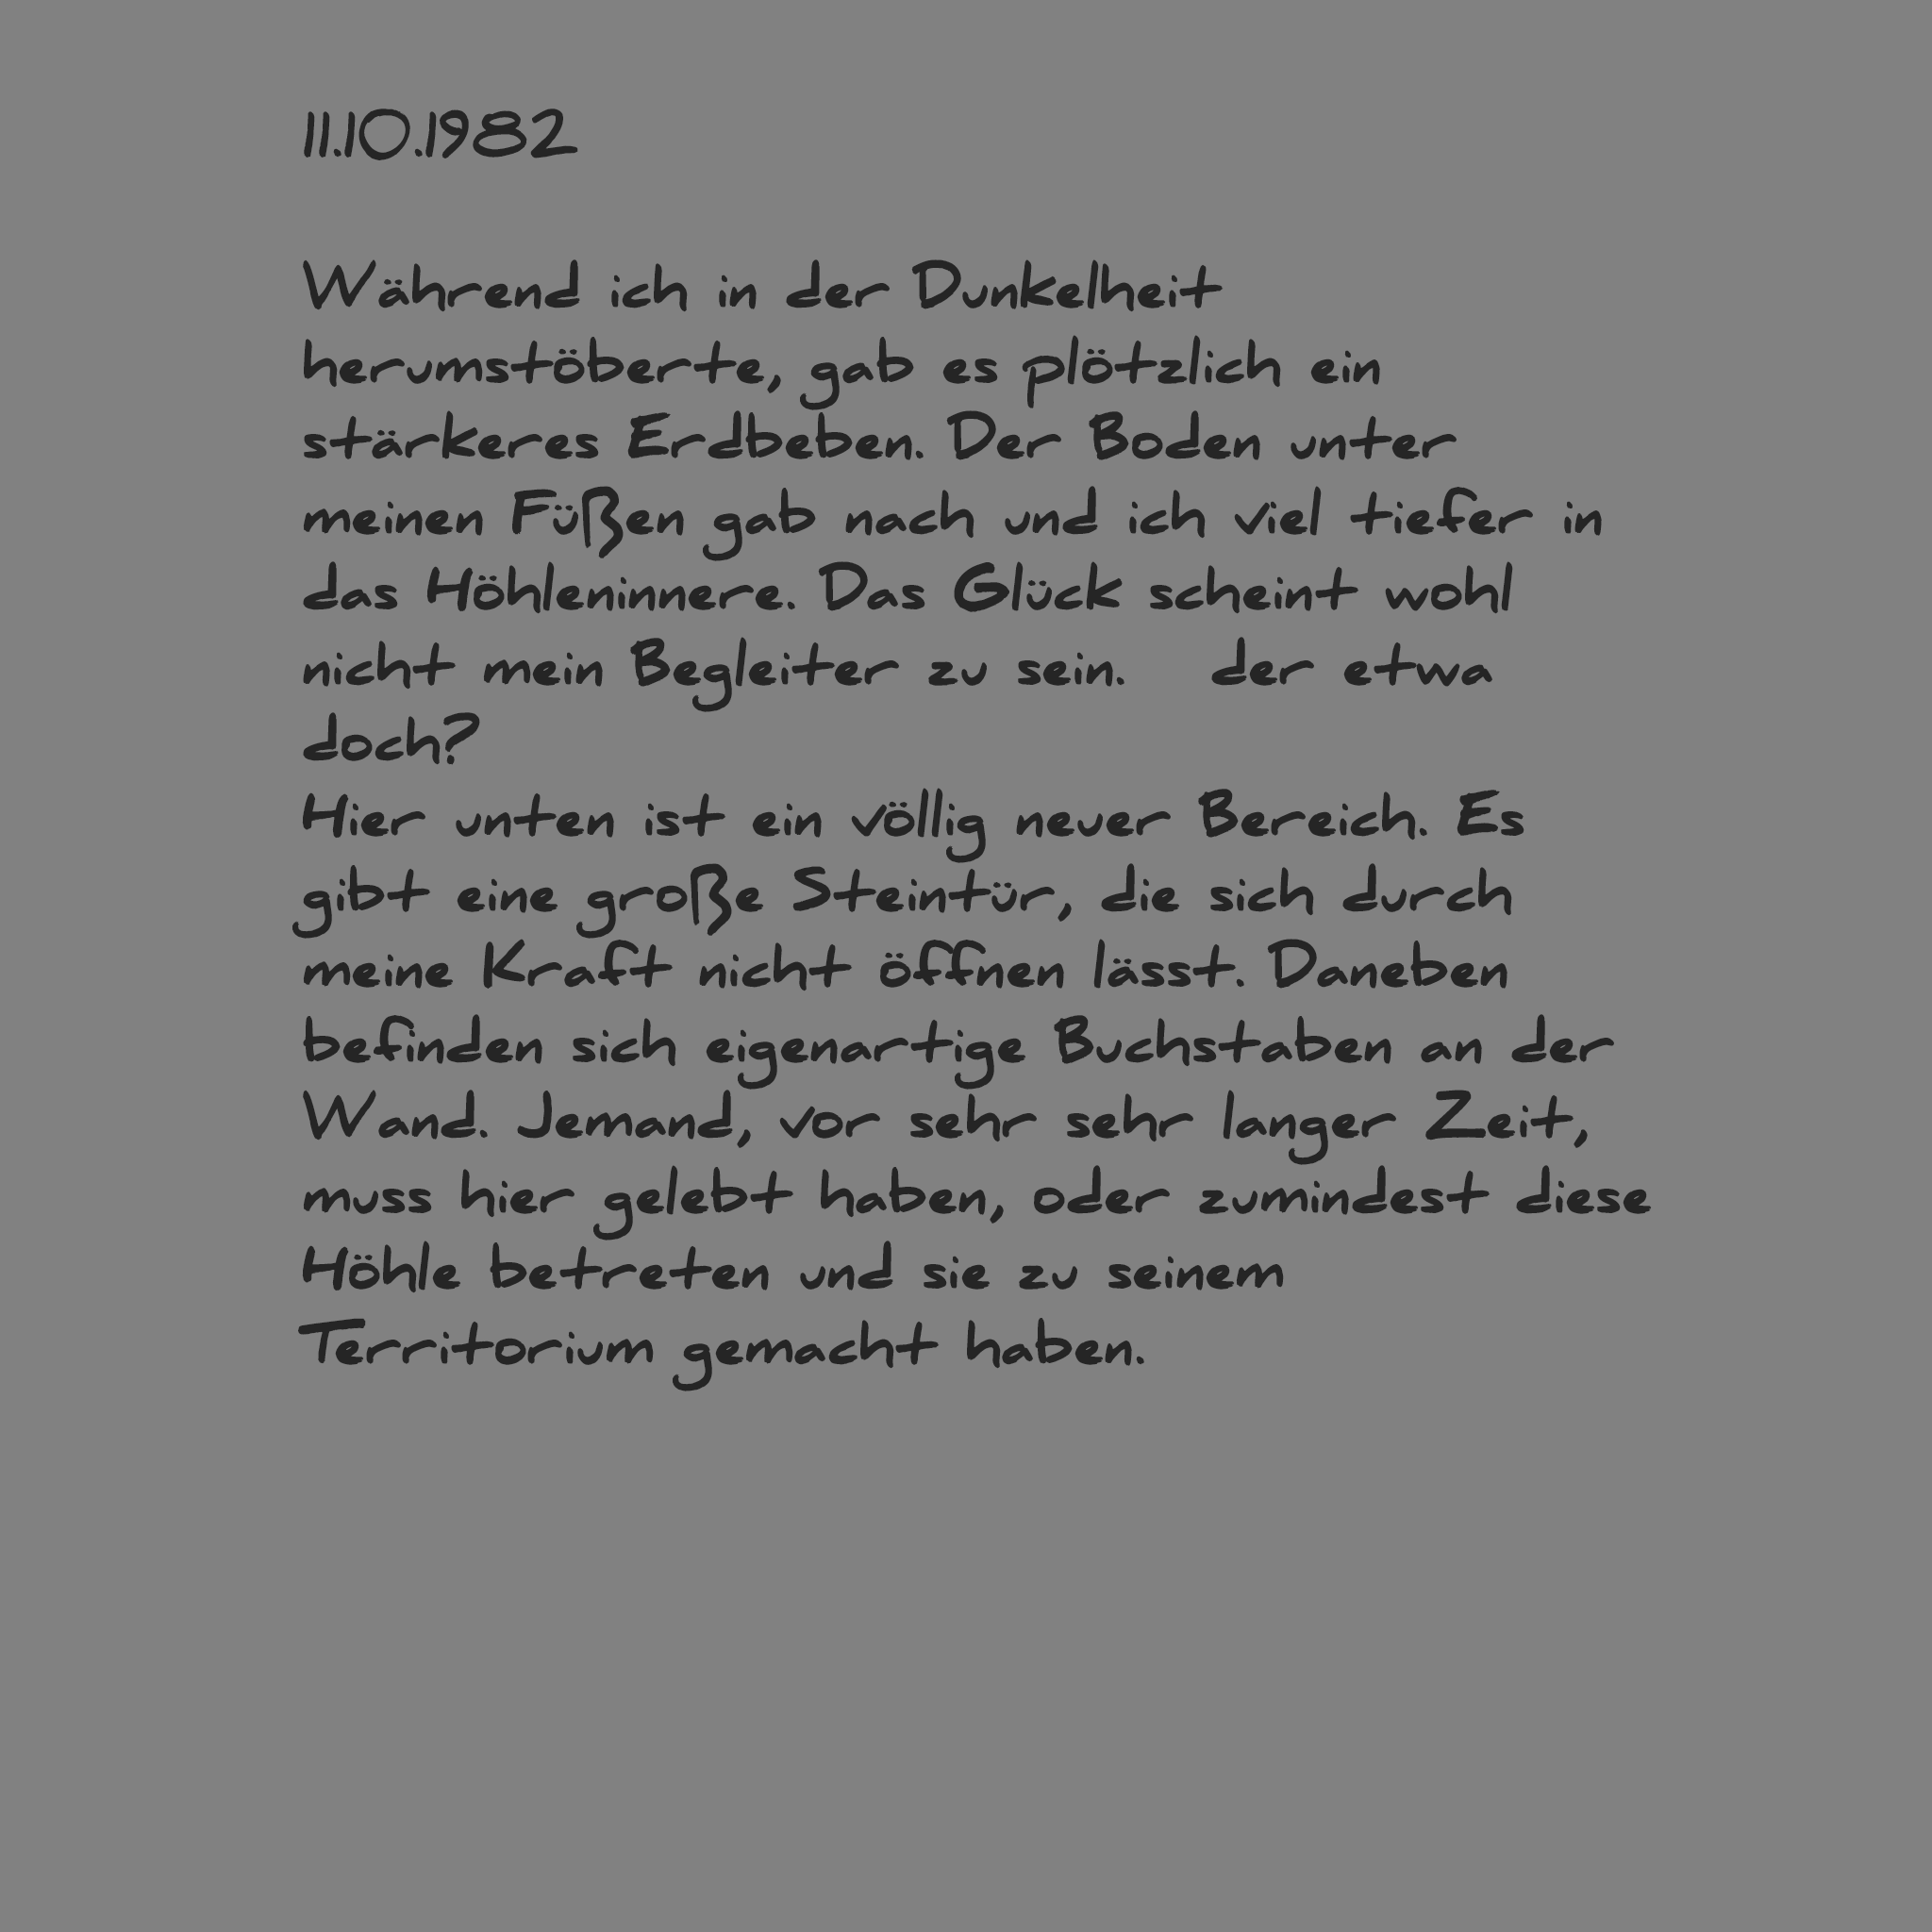 11.10.1982
Während ich in der Dunkelheit
herumstöberte, gab es plötzlich ein
stärkeres Erdbeben. Der Boden unter
meinen Füßen gab nach und ich viel tiefer in
das Höhleninnere. Das Glück scheint wohl
nicht mein Begleiter zu sein. der etwa
doch?
Hier unten ist ein völlig neuer Bereich. Es
gibt eine große Steintür, die sich durch
meine Kraft nicht öffnen lässt. Daneben
befinden sich eigenartige Buchstaben an der
Wand. Jemand, vor sehr sehr langer Zeit,
muss hier gelebt haben, oder zumindest diese
Höhle betreten und sie zu seinem
Territorium gemacht haben.